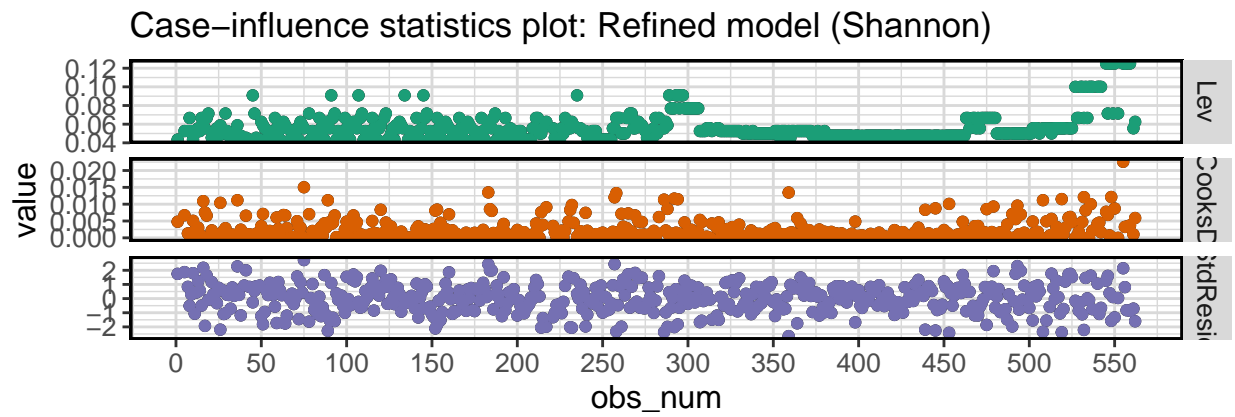 Case−influence statistics plot: Refined model (Shannon)
value
0.12
0.10
0.08
0.06
0.04
Lev
0.020
0.015
0.010
0.005
0.000
CooksD
2
1
0
−1
−2
StdResi
0 50 100 150 200 250 300 350 400 450 500 550
obs_num